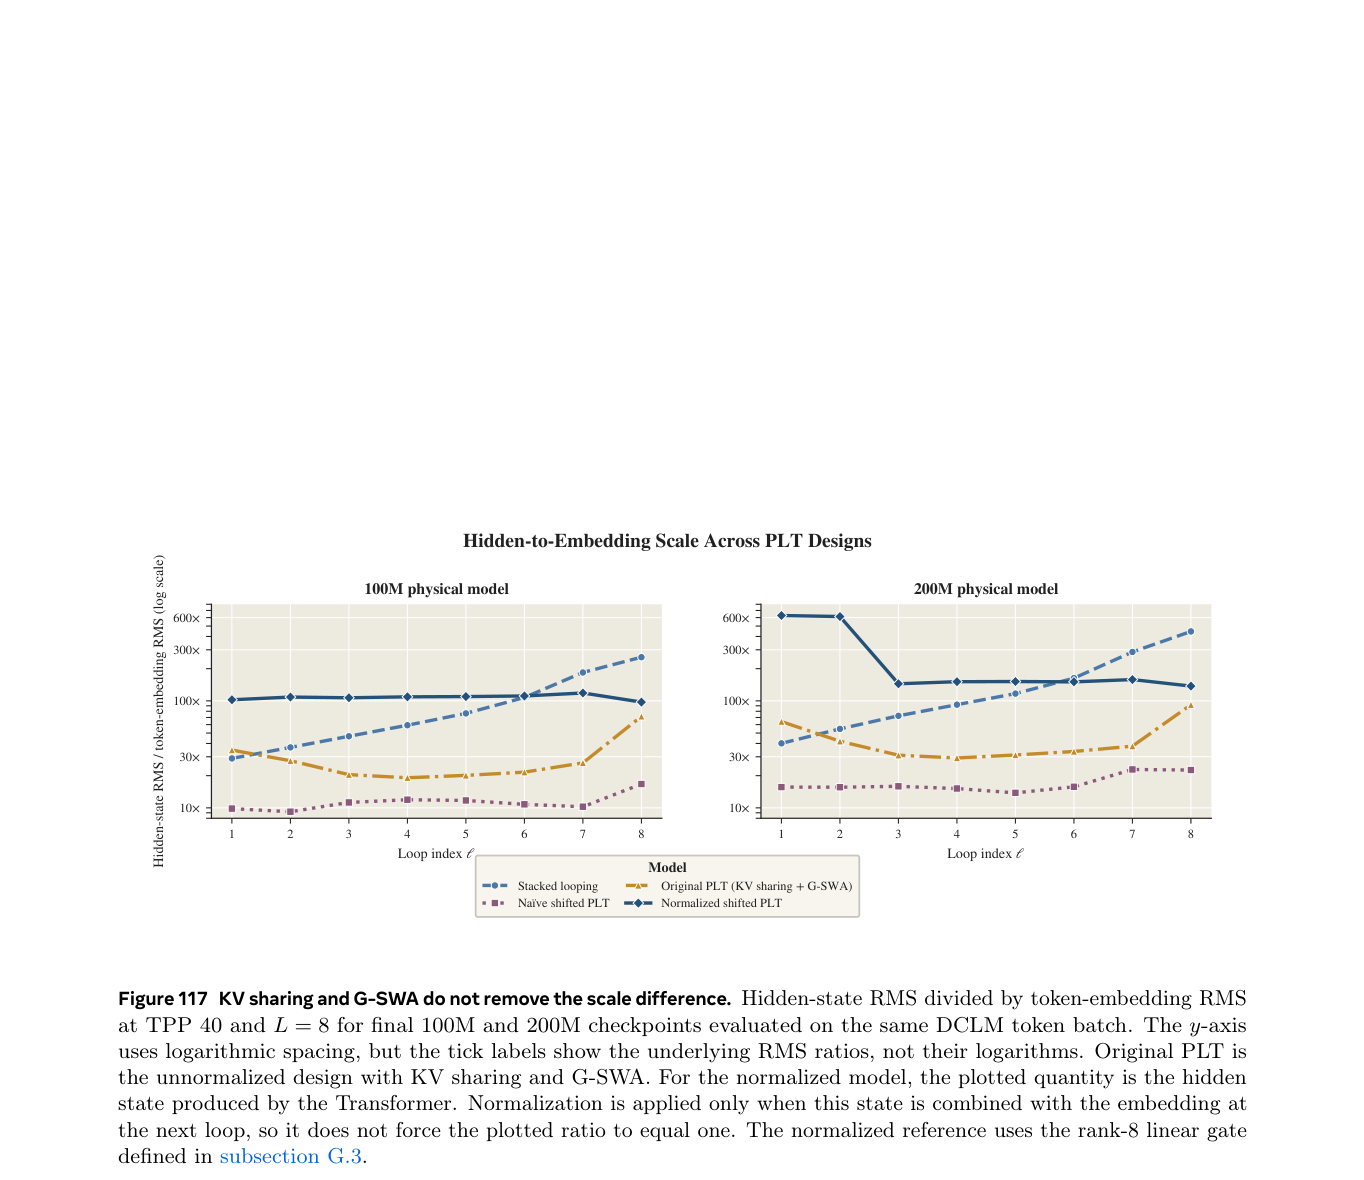 Hidden-to-Embedding Scale Across PLT Designs
Hidden-state RMS / token-embedding RMS (log scale)
100M physical model
600×
300×
100×
30×
10×
1 2 3 4 5 6 7 8
Loop index ℓ
200M physical model
600×
300×
100×
30×
10×
1 2 3 4 5 6 7 8
Loop index ℓ
Model
Stacked looping
Original PLT (KV sharing + G-SWA)
Naïve shifted PLT
Normalized shifted PLT
Figure 117 KV sharing and G-SWA do not remove the scale difference. Hidden-state RMS divided by token-embedding RMS
at TPP 40 and L = 8 for final 100M and 200M checkpoints evaluated on the same DCLM token batch. The y-axis
uses logarithmic spacing, but the tick labels show the underlying RMS ratios, not their logarithms. Original PLT is
the unnormalized design with KV sharing and G-SWA. For the normalized model, the plotted quantity is the hidden
state produced by the Transformer. Normalization is applied only when this state is combined with the embedding at
the next loop, so it does not force the plotted ratio to equal one. The normalized reference uses the rank-8 linear gate
defined in subsection G.3.